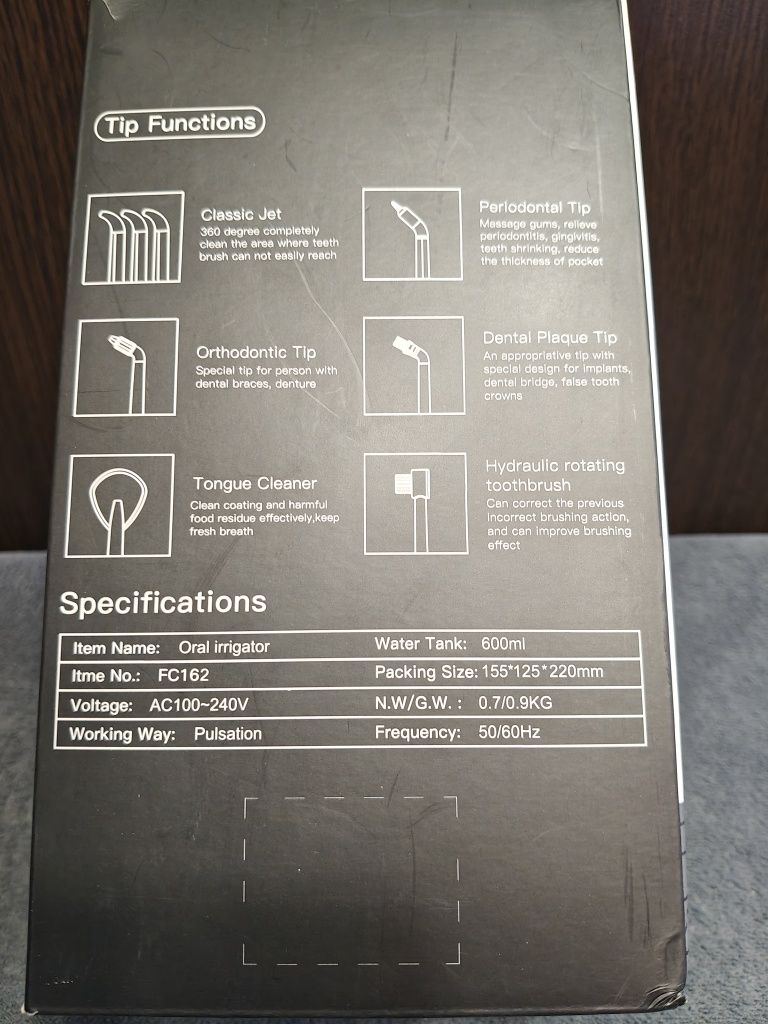 Tip Functions
Classic Jet
360 degree completely
clean the area where teeth
brush can not easily reach
Periodontal Tip
Massage gums, relieve
periodontitis, gingivitis,
teeth shrinking, reduce
the thickness of pocket
Orthodontic Tip
Special tip for person with
dental braces, denture
Dental Plaque Tip
An appropriative tip with
special design for implants,
dental bridge, false tooth
crowns
Tongue Cleaner
Clean coating and harmful
food residue effectively,keep
fresh breath
Hydraulic rotating
toothbrush
Can correct the previous
incorrect brushing action,
and can improve brushing
effect
Specifications
Item Name: Oral irrigator Water Tank: 600ml
Itme No.: FC162 Packing Size: 155*125*220mm
Voltage: AC100~240V N.W/G.W. : 0.7/0.9KG
Working Way: Pulsation Frequency: 50/60Hz